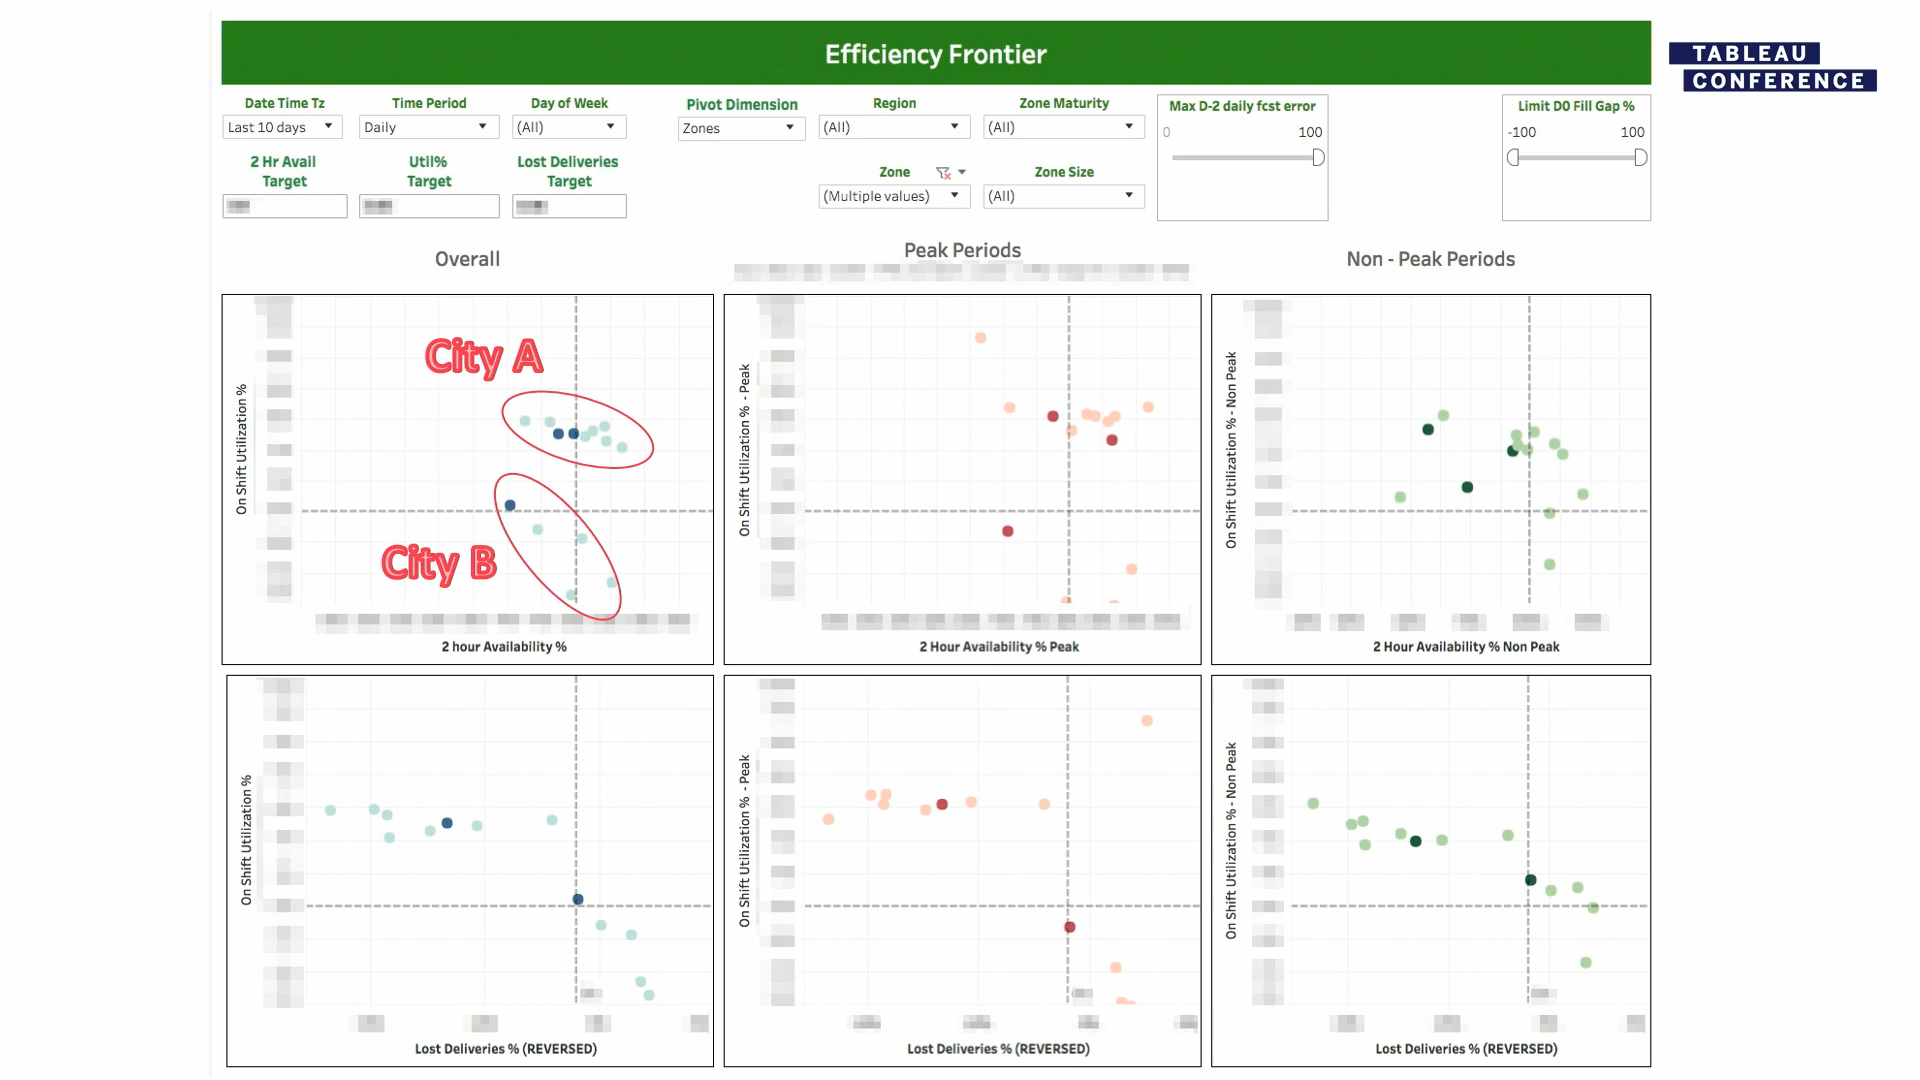 Efficiency Frontier
TABLEAU
CONFERENCE
Date Time Tz
Time Period
Day of Week
Pivot Dimension
Region
Zone Maturity
Max D-2 daily fcst error
Limit D0 Fill Gap %
Last 10 days
Daily
(All)
Zones
(All)
(All)
0
100
-100
100
2 Hr Avail
Target
Util%
Target
Lost Deliveries
Target
Zone
Zone Size
(Multiple values)
(All)
Overall
Peak Periods
Non - Peak Periods
City A
City B
On Shift Utilization %
2 hour Availability %
On Shift Utilization % - Peak
2 Hour Availability % Peak
On Shift Utilization % - Non Peak
2 Hour Availability % Non Peak
On Shift Utilization %
Lost Deliveries % (REVERSED)
On Shift Utilization % - Peak
Lost Deliveries % (REVERSED)
On Shift Utilization % - Non Peak
Lost Deliveries % (REVERSED)